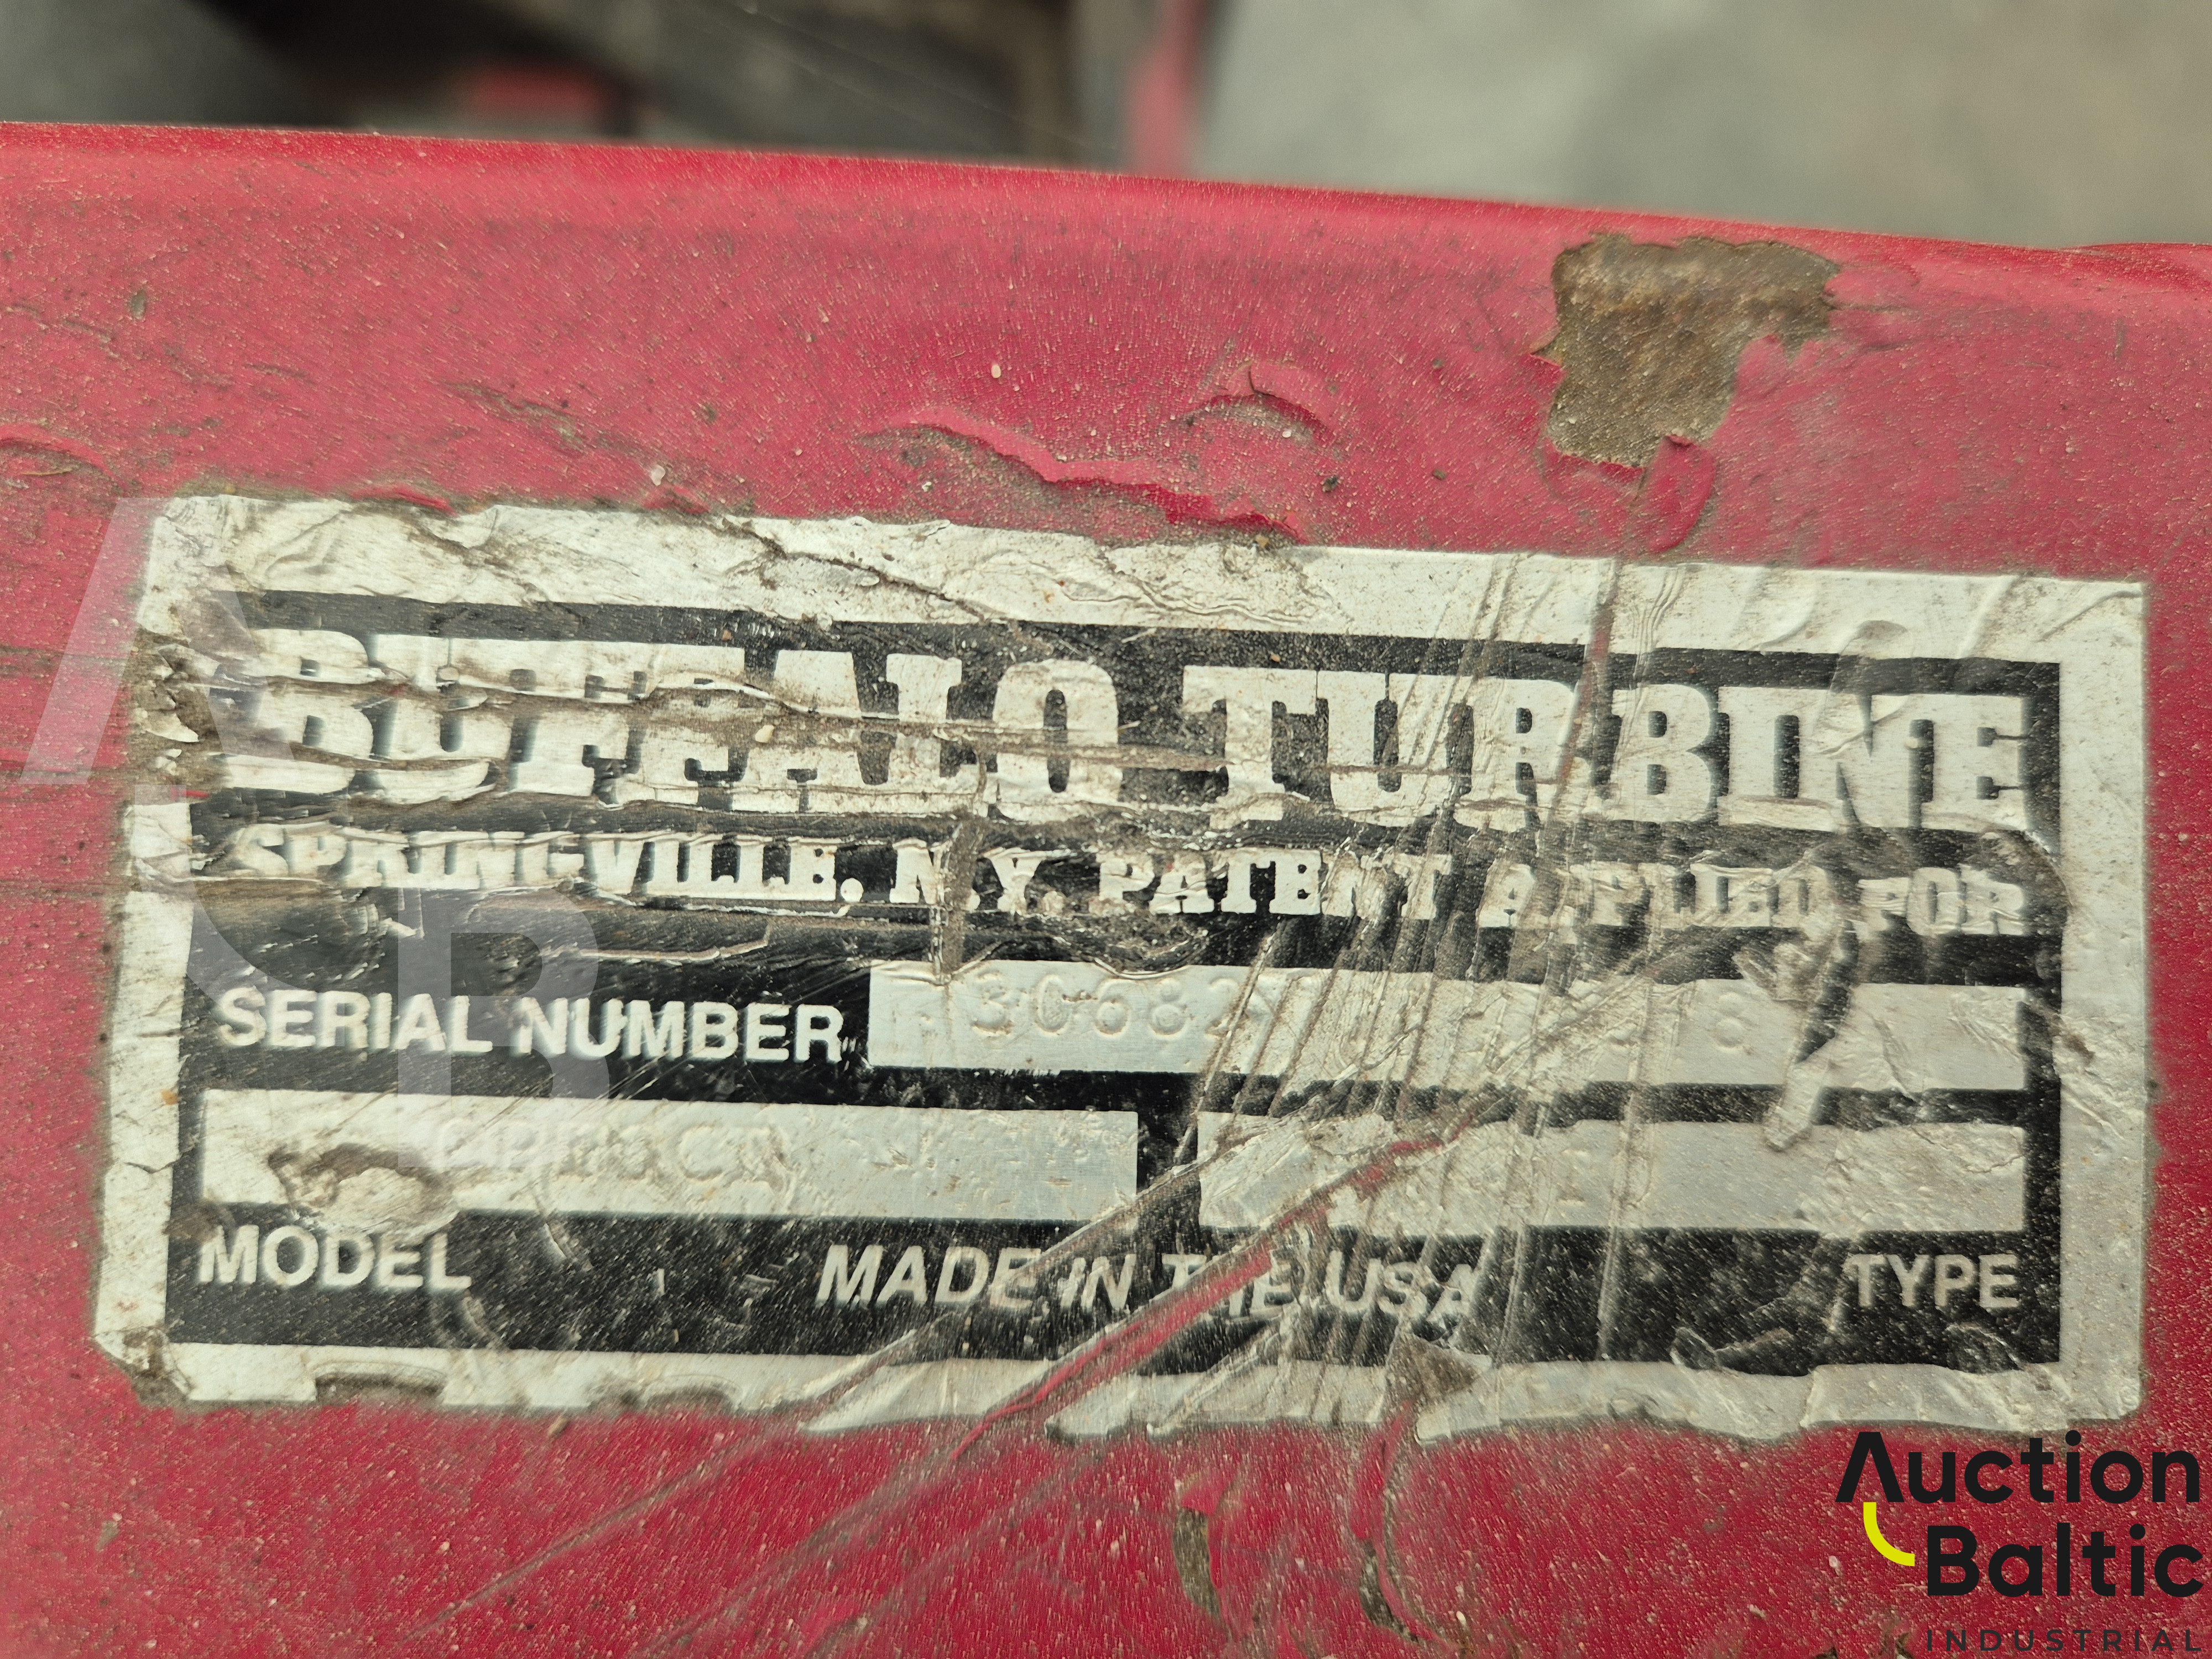 BUFFALO TURBINE
SPRINGVILLE, N.Y. PATENT APPLIED FOR
SERIAL NUMBER
MODEL MADE IN THE USA TYPE
Auction
Baltic
INDUSTRIAL